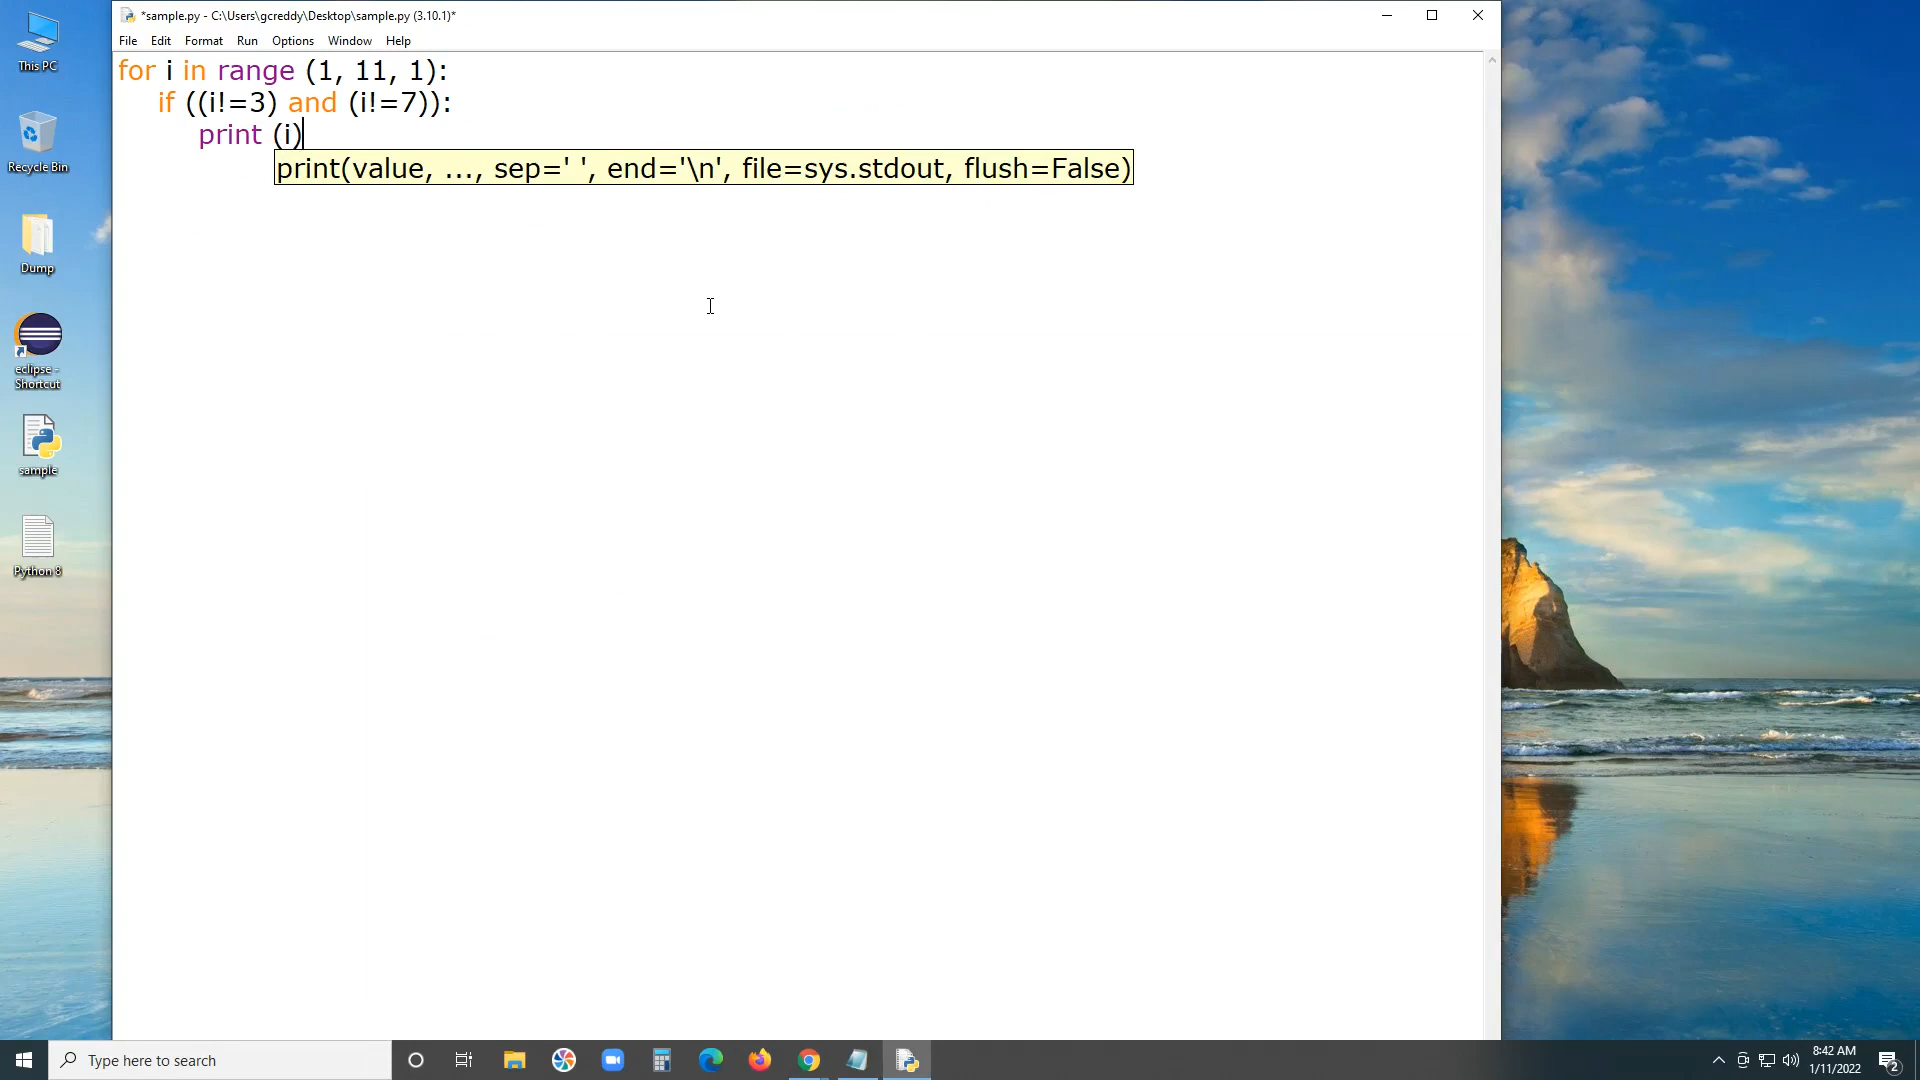 *sample.py - C:\Users\gcreddy\Desktop\sample.py (3.10.1)*
File Edit Format Run Options Window Help
for i in range (1, 11, 1):
if ((i!=3) and (i!=7)):
print (i)
print(value, ..., sep=' ', end='\n', file=sys.stdout, flush=False)
This PC
Recycle Bin
Dump
eclipse -
Shortcut
sample
Python 8
Type here to search
8:42 AM
1/11/2022
2